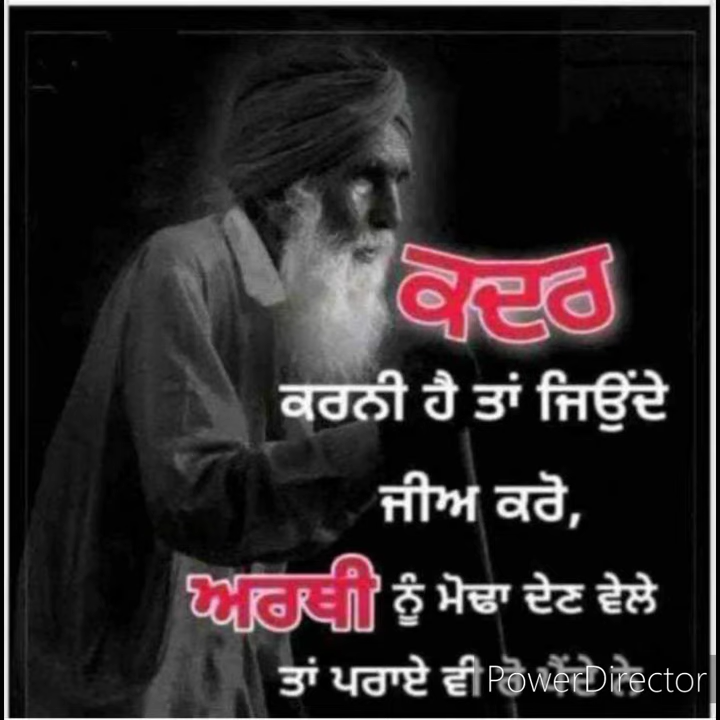 ਕਦਰ
ਕਰਨੀ ਹੈ ਤਾਂ ਜਿਉਂਦੇ
ਜੀਅ ਕਰੋ,
ਅਰਥੀ ਨੂੰ ਮੋਢਾ ਦੇਣ ਵੇਲੇ
ਤਾਂ ਪਰਾਏ ਵੀ
PowerDirector